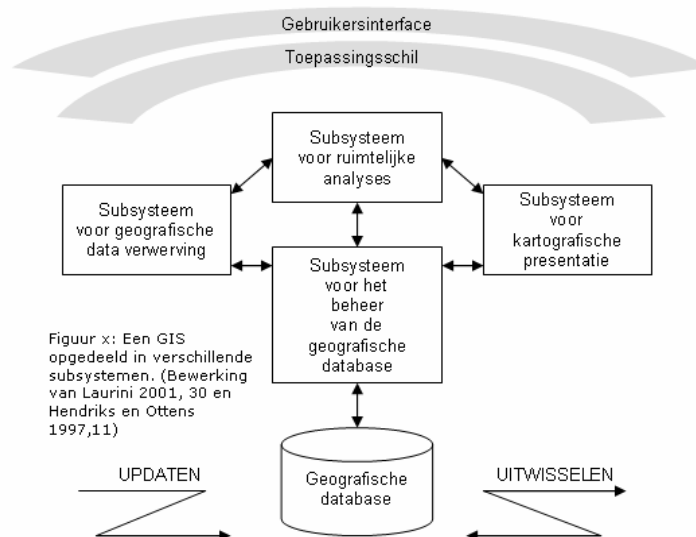 Gebruikersinterface
Toepassingsschil
Subsysteem
voor ruimtelijke
analyses
Subsysteem
voor geografische
data verwerving
Subsysteem
voor
kartografische
presentatie
Subsysteem
voor het
beheer
van de
geografische
database
Figuur x: Een GIS
opgedeeld in verschillende
subsystemen. (Bewerking
van Laurini 2001, 30 en
Hendriks en Ottens
1997,11)
UPDATEN
Geografische
database
UITWISSELEN